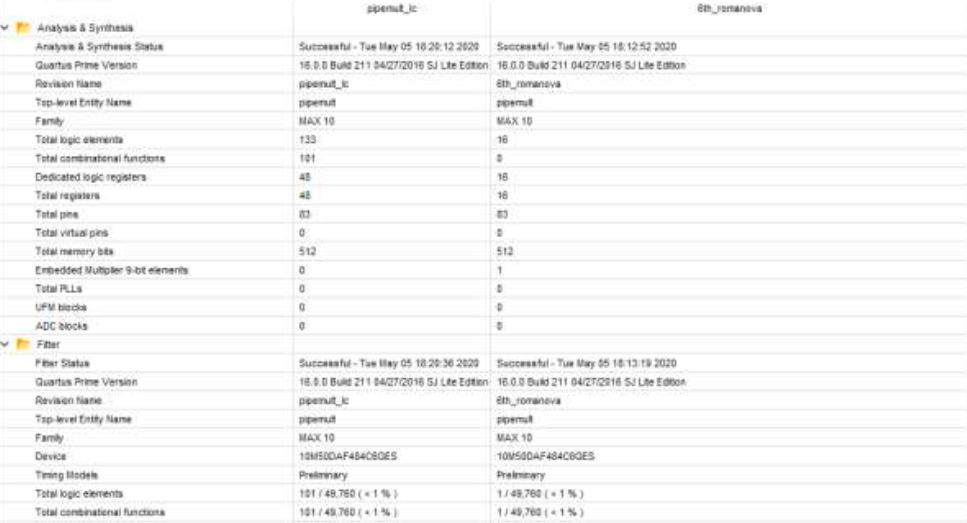 pipemult_lc 6th_romanova
Analysis & Synthesis
Analysis & Synthesis Status Successful - Tue May 05 18:20:12 2020 Successful - Tue May 05 18:12:52 2020
Quartus Prime Version 16.0.0 Build 211 04/27/2016 SJ Lite Edition 16.0.0 Build 211 04/27/2016 SJ Lite Edition
Revision Name pipemult_lc 6th_romanova
Top-level Entity Name pipemult pipemult
Family MAX 10 MAX 10
Total logic elements 133 16
Total combinational functions 101 0
Dedicated logic registers 48 16
Total registers 48 16
Total pins 83 83
Total virtual pins 0 0
Total memory bits 512 512
Embedded Multiplier 9-bit elements 0 1
Total PLLs 0 0
UFM blocks 0 0
ADC blocks 0 0
Fitter
Fitter Status Successful - Tue May 05 18:20:36 2020 Successful - Tue May 05 18:13:19 2020
Quartus Prime Version 16.0.0 Build 211 04/27/2016 SJ Lite Edition 16.0.0 Build 211 04/27/2016 SJ Lite Edition
Revision Name pipemult_lc 6th_romanova
Top-level Entity Name pipemult pipemult
Family MAX 10 MAX 10
Device 10M50DAF484C6GES 10M50DAF484C6GES
Timing Models Preliminary Preliminary
Total logic elements 101 / 49,760 ( < 1 % ) 1 / 49,760 ( < 1 % )
Total combinational functions 101 / 49,760 ( < 1 % ) 1 / 49,760 ( < 1 % )